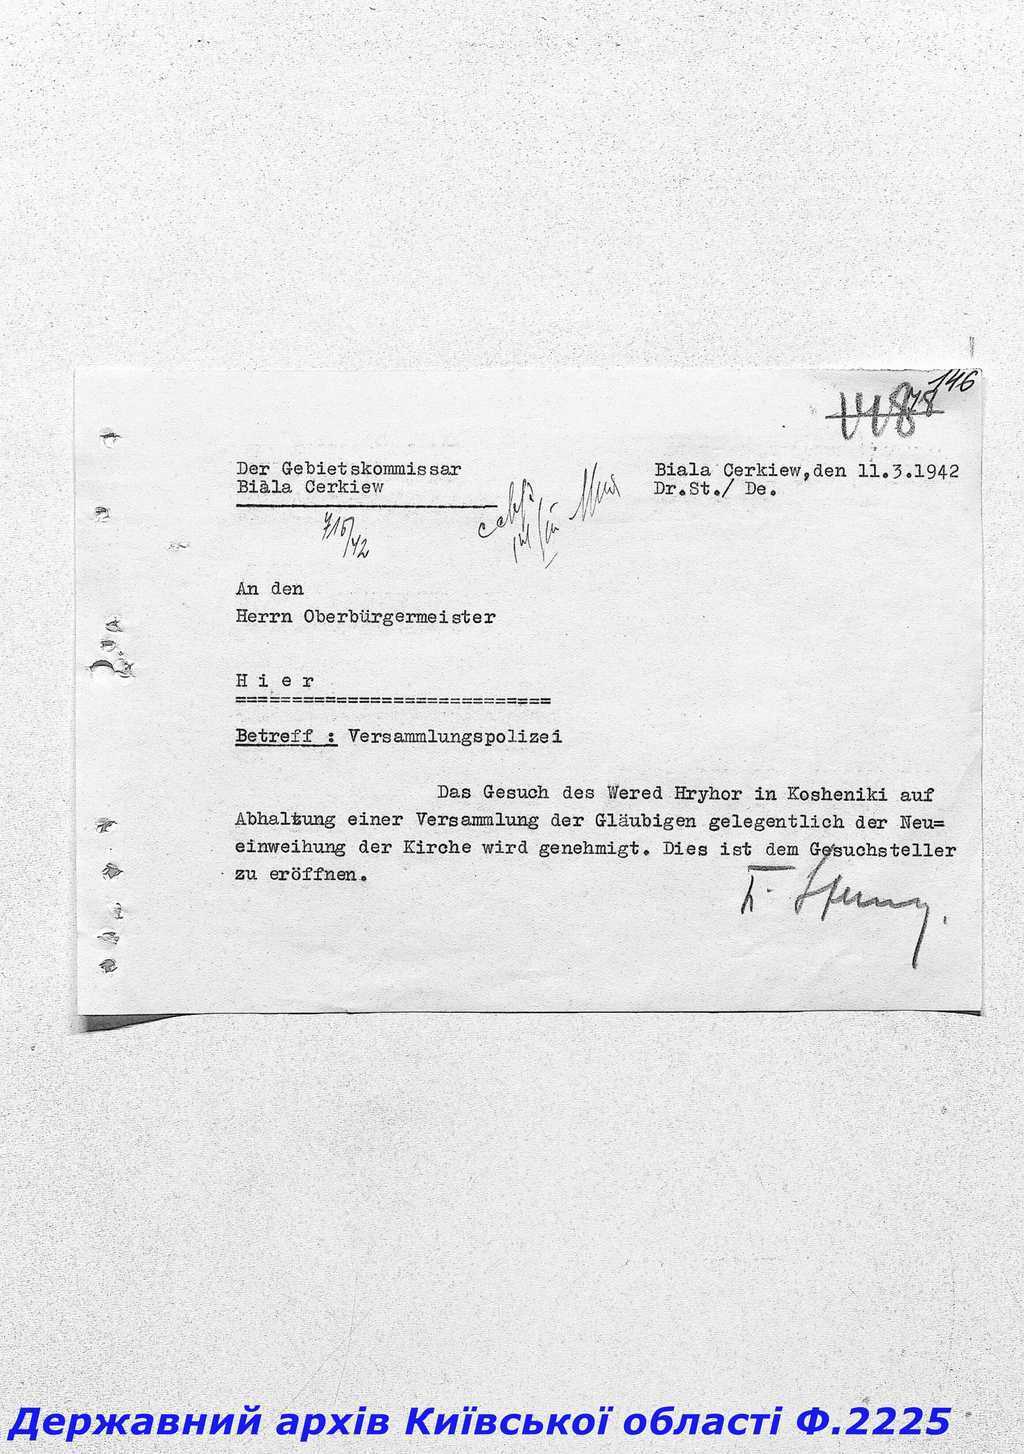 146
Der Gebietskommissar
Biala Cerkiew
Biala Cerkiew,den 11.3.1942
Dr.St./ De.
715/42
An den
Herrn Oberbürgermeister
H i e r
============================
Betreff : Versammlungspolizei
Das Gesuch des Wered Hryhor in Kosheniki auf
Abhaltung einer Versammlung der Gläubigen gelegentlich der Neu=
einweihung der Kirche wird genehmigt. Dies ist dem Gesuchsteller
zu eröffnen.
Державний архів Київської області Ф.2225